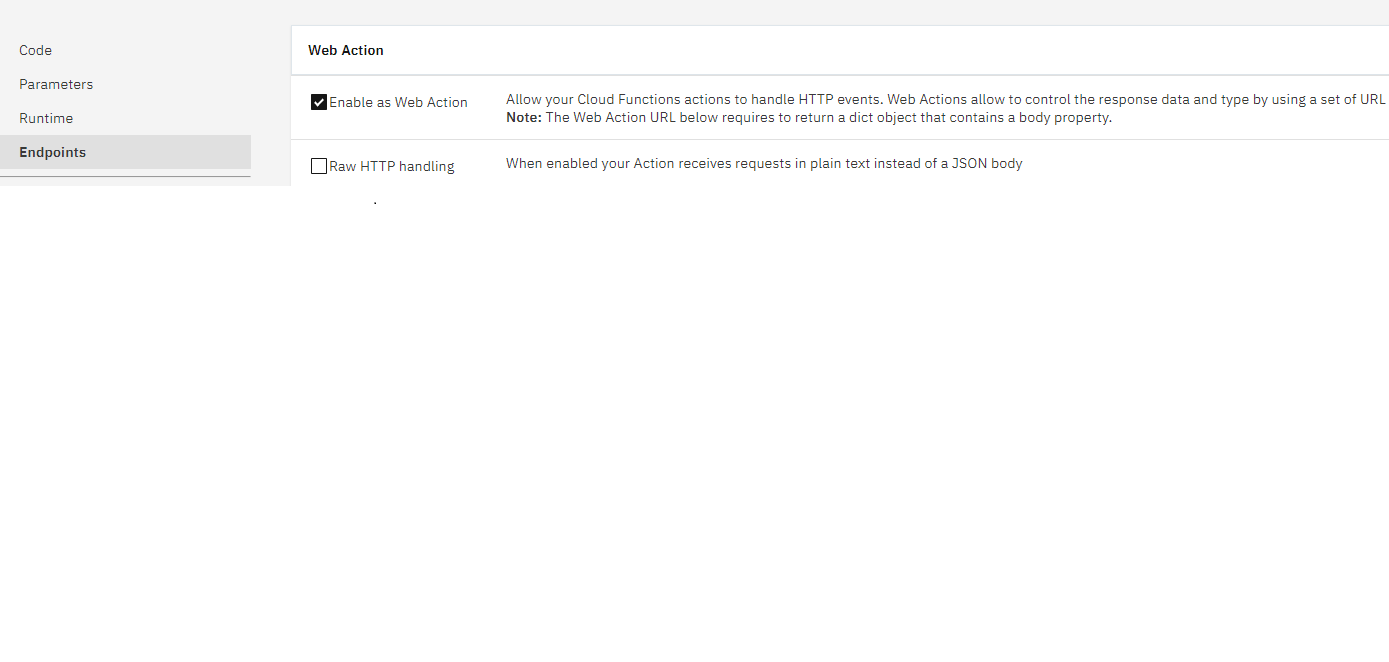 Code
Parameters
Runtime
Endpoints
Web Action
Enable as Web Action
Allow your Cloud Functions actions to handle HTTP events. Web Actions allow to control the response data and type by using a set of URL
Note: The Web Action URL below requires to return a dict object that contains a body property.
Raw HTTP handling
When enabled your Action receives requests in plain text instead of a JSON body
.